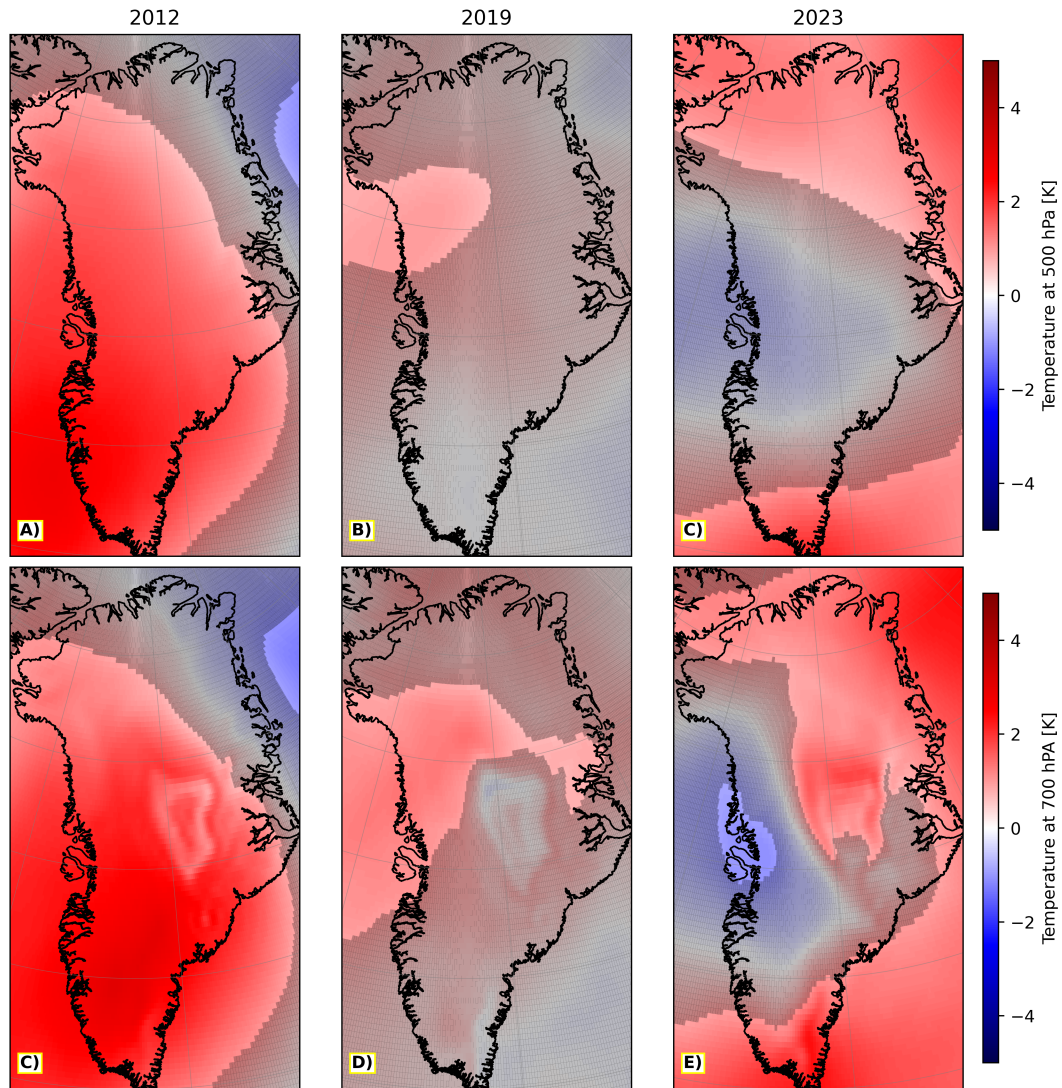 2012 2019 2023
A) B) C)
4
2
0
−2
−4
Temperature at 500 hPa [K]
C) D) E)
4
2
0
−2
−4
Temperature at 700 hPA [K]